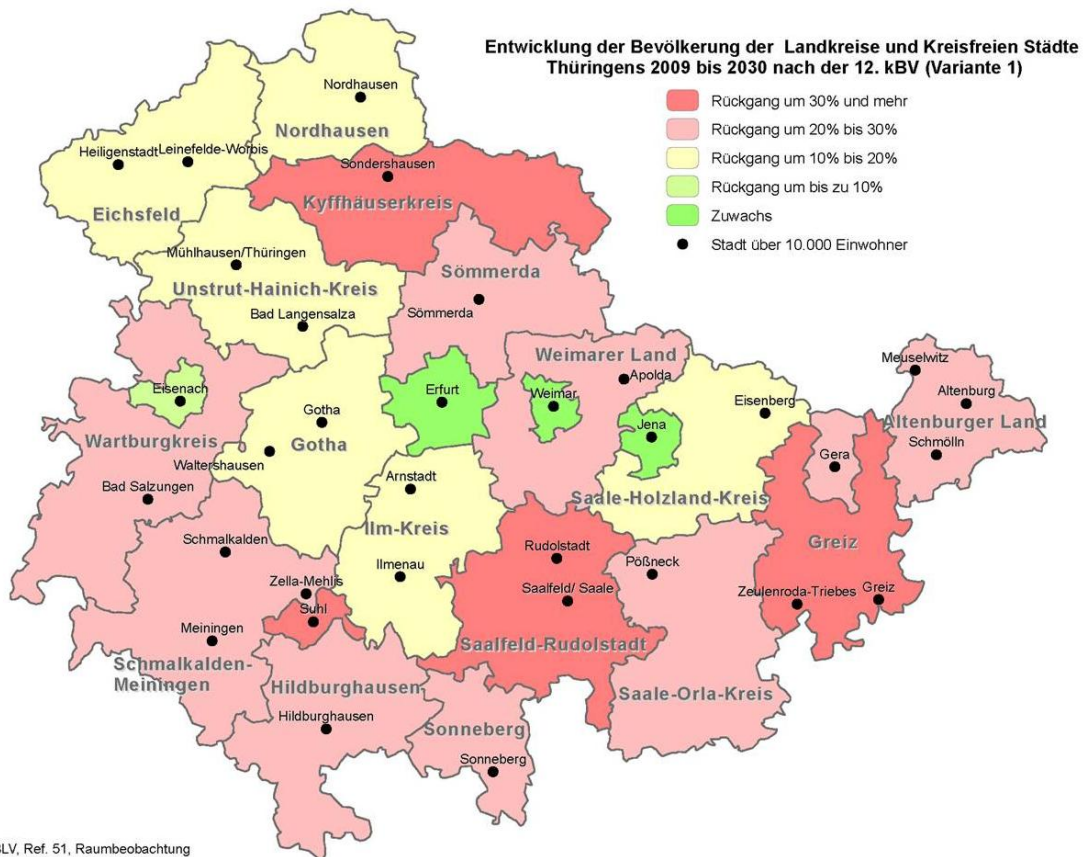 Entwicklung der Bevölkerung der Landkreise und Kreisfreien Städte
Thüringens 2009 bis 2030 nach der 12. kBV (Variante 1)
Rückgang um 30% und mehr
Rückgang um 20% bis 30%
Rückgang um 10% bis 20%
Rückgang um bis zu 10%
Zuwachs
Stadt über 10.000 Einwohner
Nordhausen
Nordhausen
Heiligenstadt
Leinefelde-Worbis
Eichsfeld
Sondershausen
Kyffhäuserkreis
Mühlhausen/Thüringen
Unstrut-Hainich-Kreis
Bad Langensalza
Sömmerda
Sömmerda
Weimarer Land
Apolda
Meuselwitz
Altenburg
Altenburger Land
Schmölln
Eisenach
Erfurt
Weimar
Jena
Eisenberg
Gotha
Gotha
Waltershausen
Wartburgkreis
Bad Salzungen
Gera
Arnstadt
Ilm-Kreis
Ilmenau
Saale-Holzland-Kreis
Greiz
Schmalkalden
Rudolstadt
Pößneck
Zella-Mehlis
Suhl
Saalfeld/ Saale
Zeulenroda-Triebes
Greiz
Meiningen
Schmalkalden-
Meiningen
Saalfeld-Rudolstadt
Hildburghausen
Saale-Orla-Kreis
Hildburghausen
Sonneberg
Sonneberg
BLV, Ref. 51, Raumbeobachtung